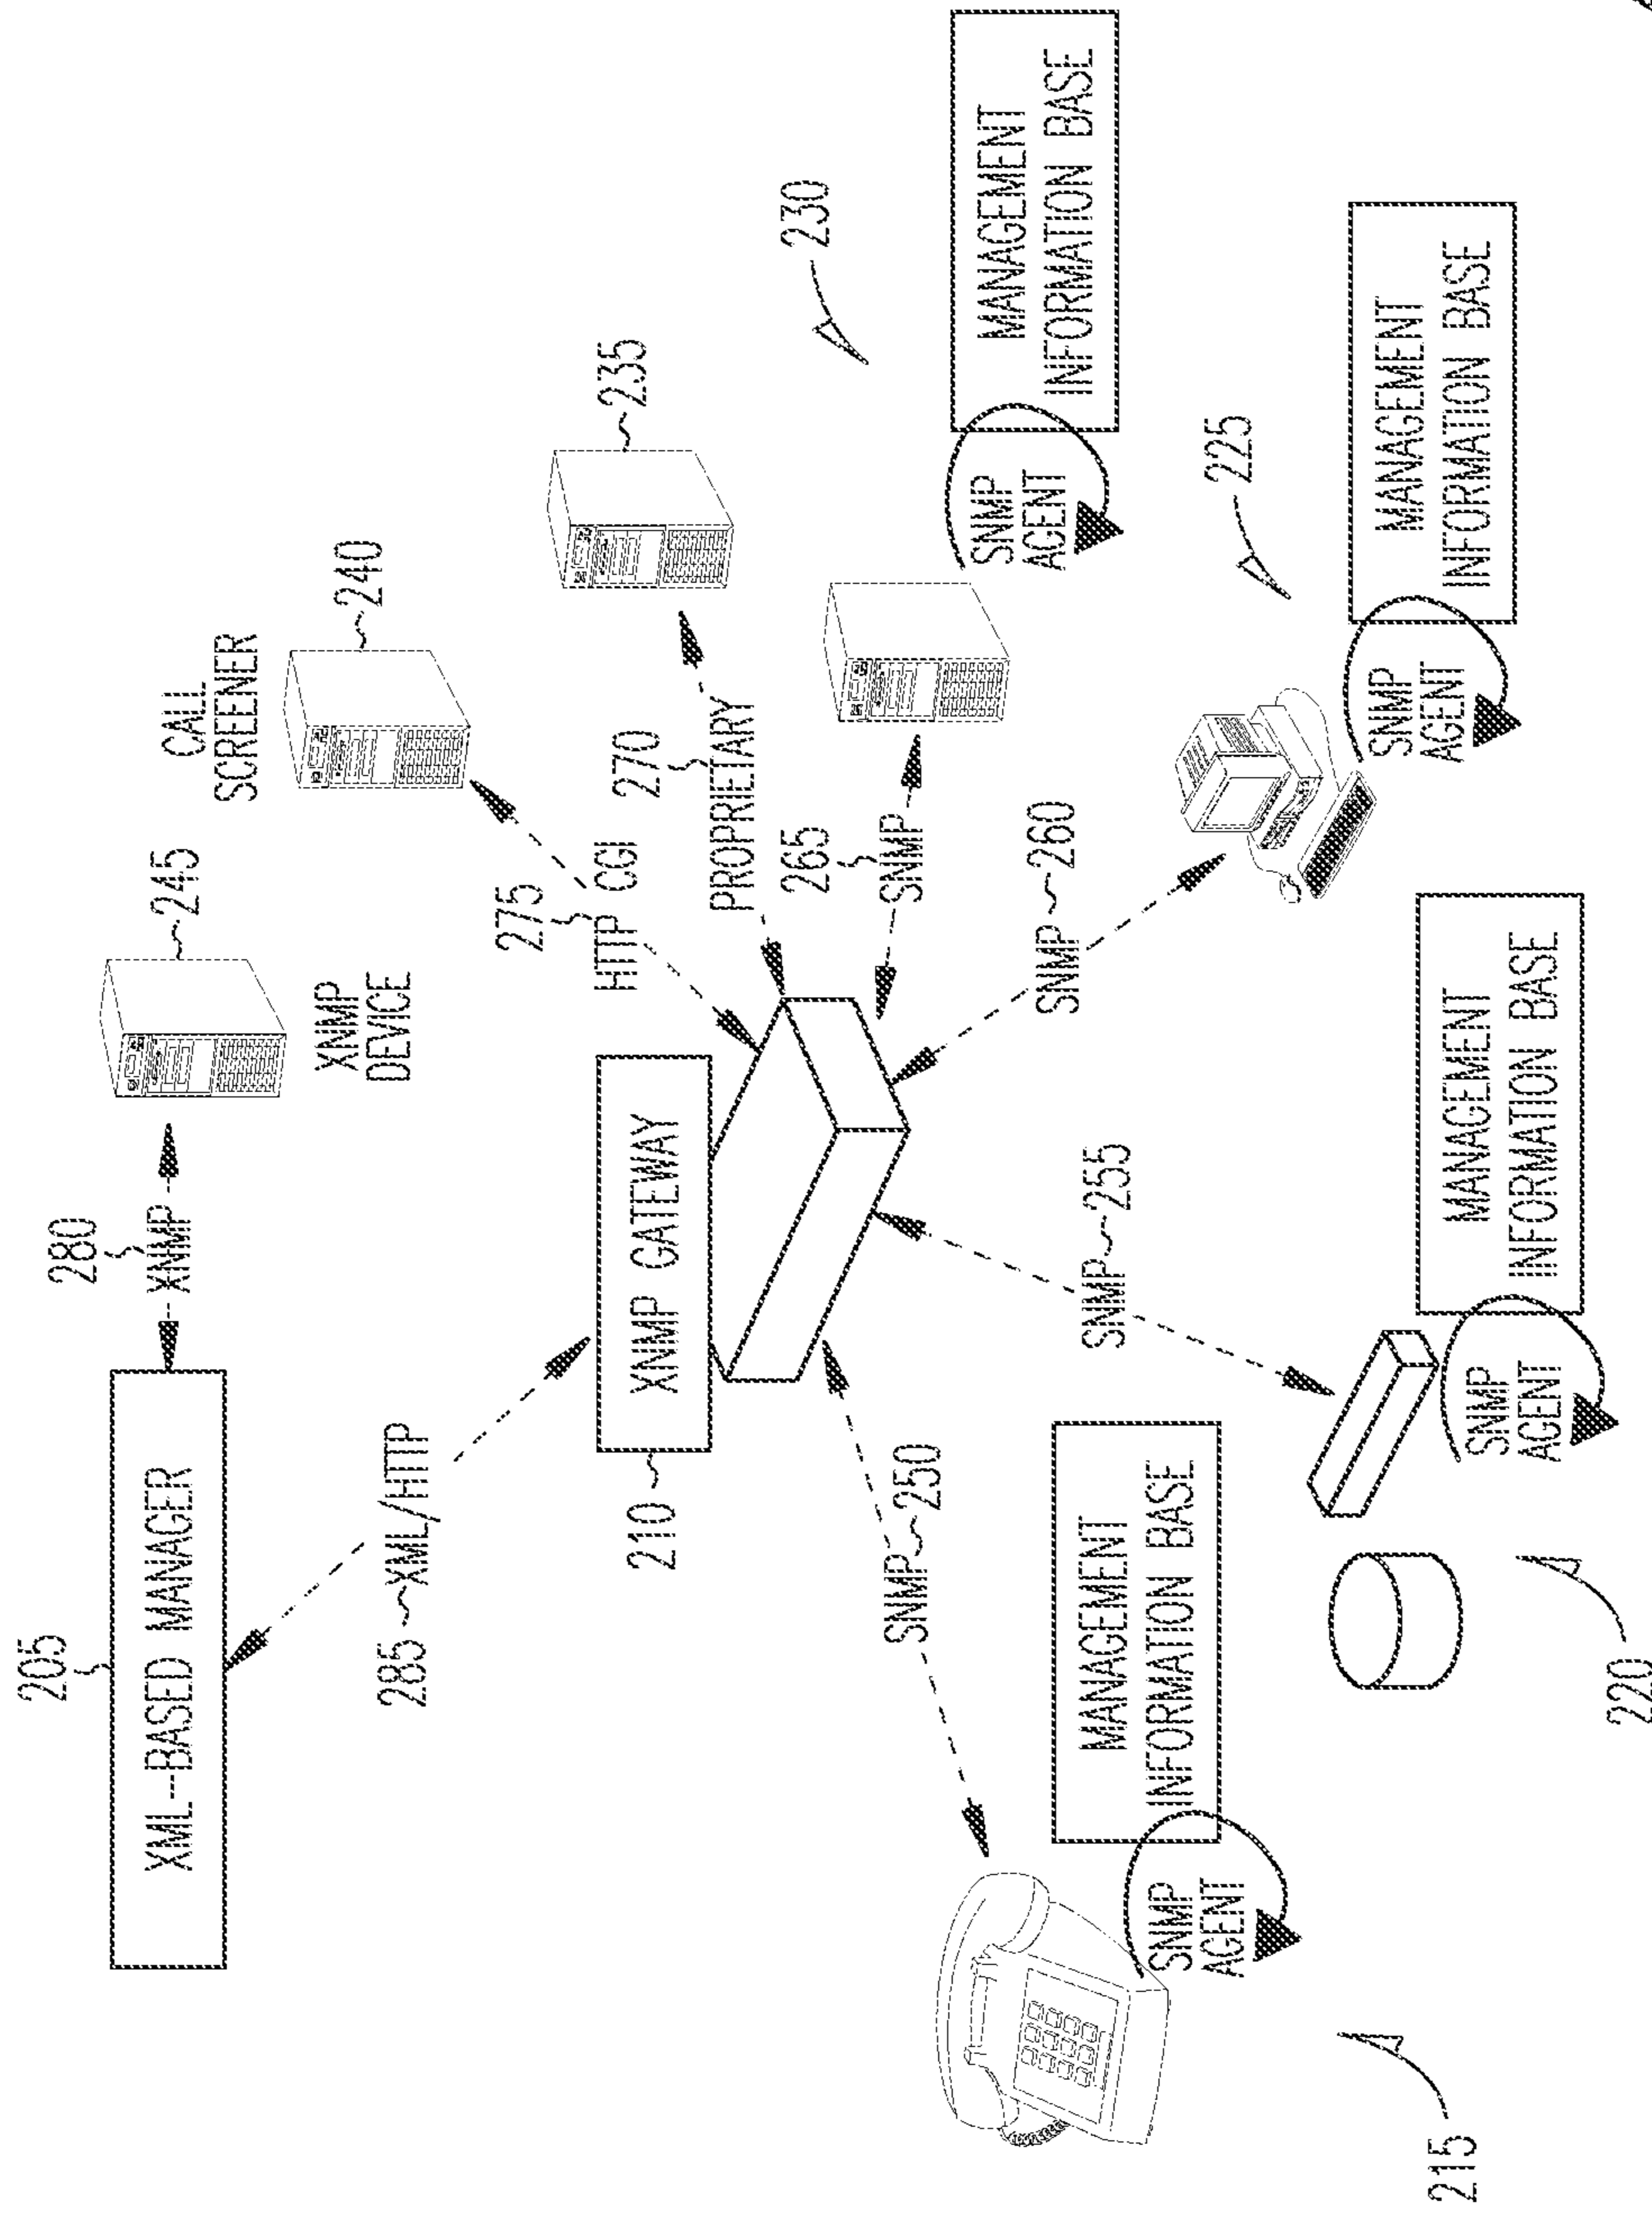 205
XML--BASED MANAGER
280
XNMP
245
XNMP
DEVICE
285
XML/HTTP
CALL
SCREENER
240
275
HTTP CGI
235
270
PROPRIETARY
210
XNMP GATEWAY
265
SNMP
230
MANAGEMENT
INFORMATION BASE
SNMP
AGENT
SNMP
250
SNMP
255
SNMP
260
225
MANAGEMENT
INFORMATION BASE
SNMP
AGENT
MANAGEMENT
INFORMATION BASE
SNMP
AGENT
215
MANAGEMENT
INFORMATION BASE
SNMP
AGENT
220